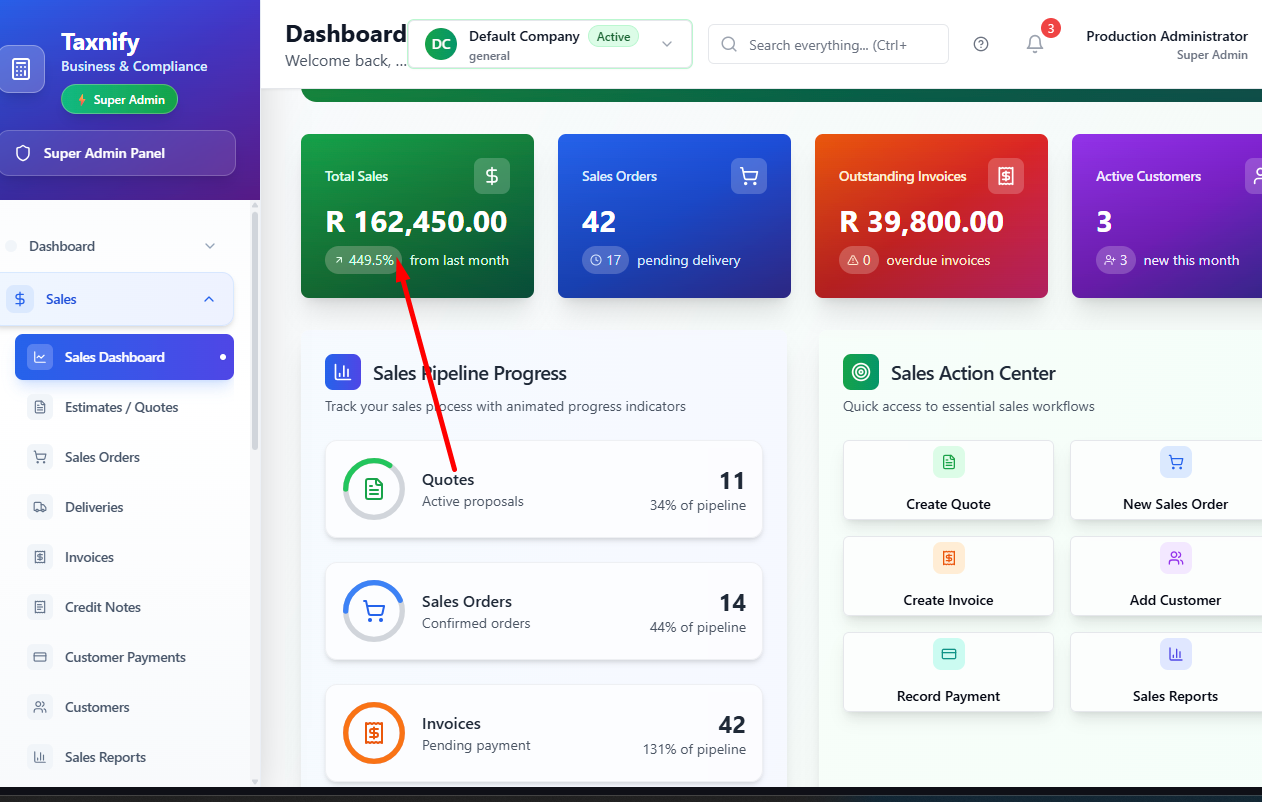 Taxnify
Business & Compliance
Super Admin
Super Admin Panel
Dashboard
Sales
Sales Dashboard
Estimates / Quotes
Sales Orders
Deliveries
Invoices
Credit Notes
Customer Payments
Customers
Sales Reports
Dashboard
Welcome back, ...
DC
Default Company
Active
general
Search everything... (Ctrl+
3
Production Administrator
Super Admin
Total Sales
R 162,450.00
449.5% from last month
Sales Orders
42
17 pending delivery
Outstanding Invoices
R 39,800.00
0 overdue invoices
Active Customers
3
3 new this month
Sales Pipeline Progress
Track your sales process with animated progress indicators
Quotes
Active proposals
11
34% of pipeline
Sales Orders
Confirmed orders
14
44% of pipeline
Invoices
Pending payment
42
131% of pipeline
Sales Action Center
Quick access to essential sales workflows
Create Quote
New Sales Order
Create Invoice
Add Customer
Record Payment
Sales Reports